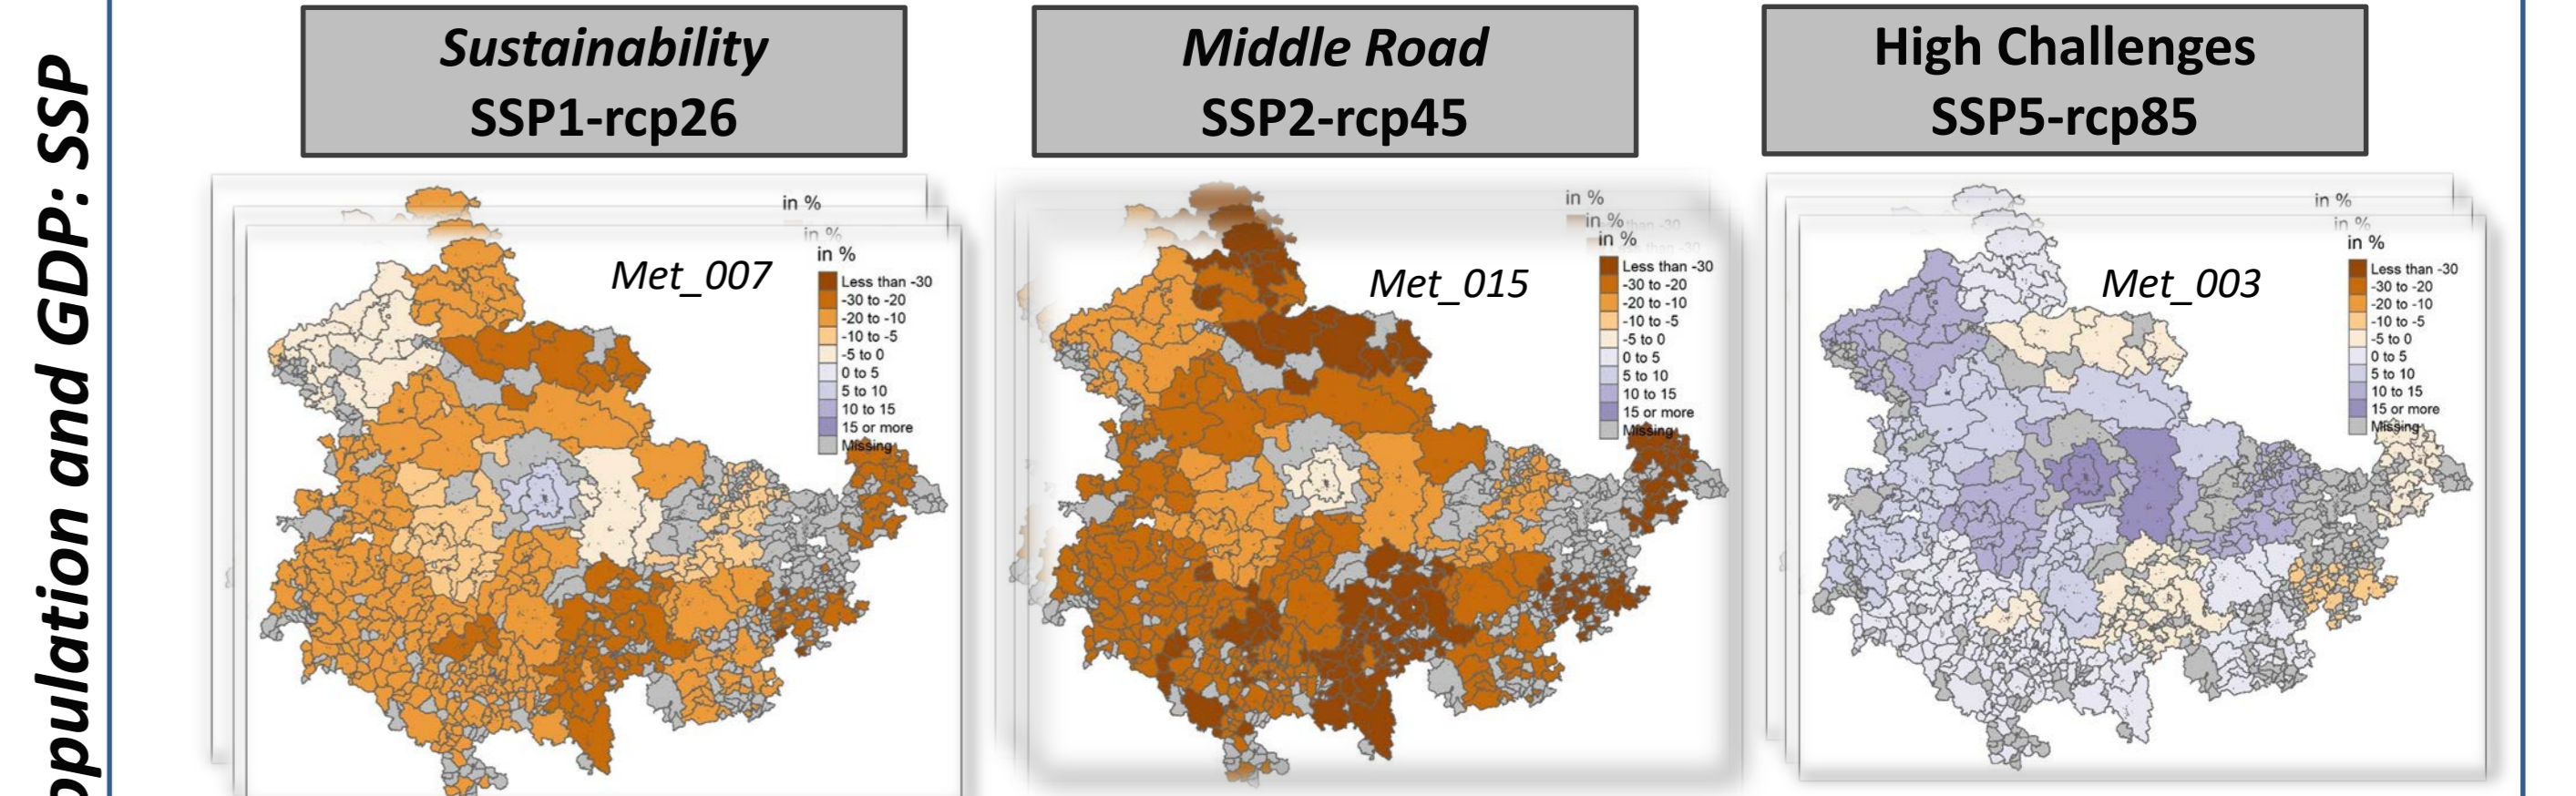 opulation and GDP: SSP
Sustainability
SSP1-rcp26
Middle Road
SSP2-rcp45
High Challenges
SSP5-rcp85
in %
in %
in %
Met_007
Less than -30
-30 to -20
-20 to -10
-10 to -5
-5 to 0
0 to 5
5 to 10
10 to 15
15 or more
Missing
in %
in %
than -30
in %
than -30
Met_015
Less than -30
-30 to -20
-20 to -10
-10 to -5
-5 to 0
0 to 5
5 to 10
10 to 15
15 or more
Missing
in %
in %
in %
Met_003
Less than -30
-30 to -20
-20 to -10
-10 to -5
-5 to 0
0 to 5
5 to 10
10 to 15
15 or more
Missing